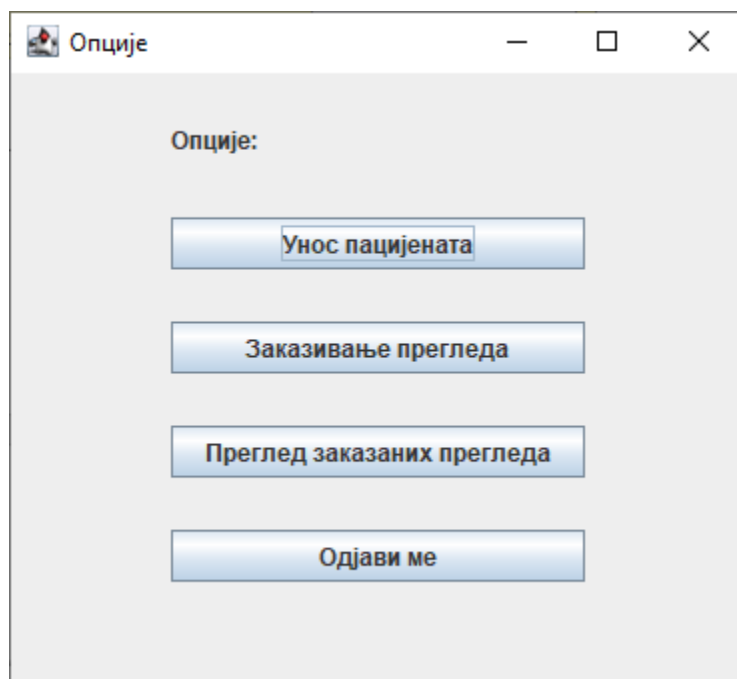 Опције
Опције:
Унос пацијената
Заказивање прегледа
Преглед заказаних прегледа
Одјави ме